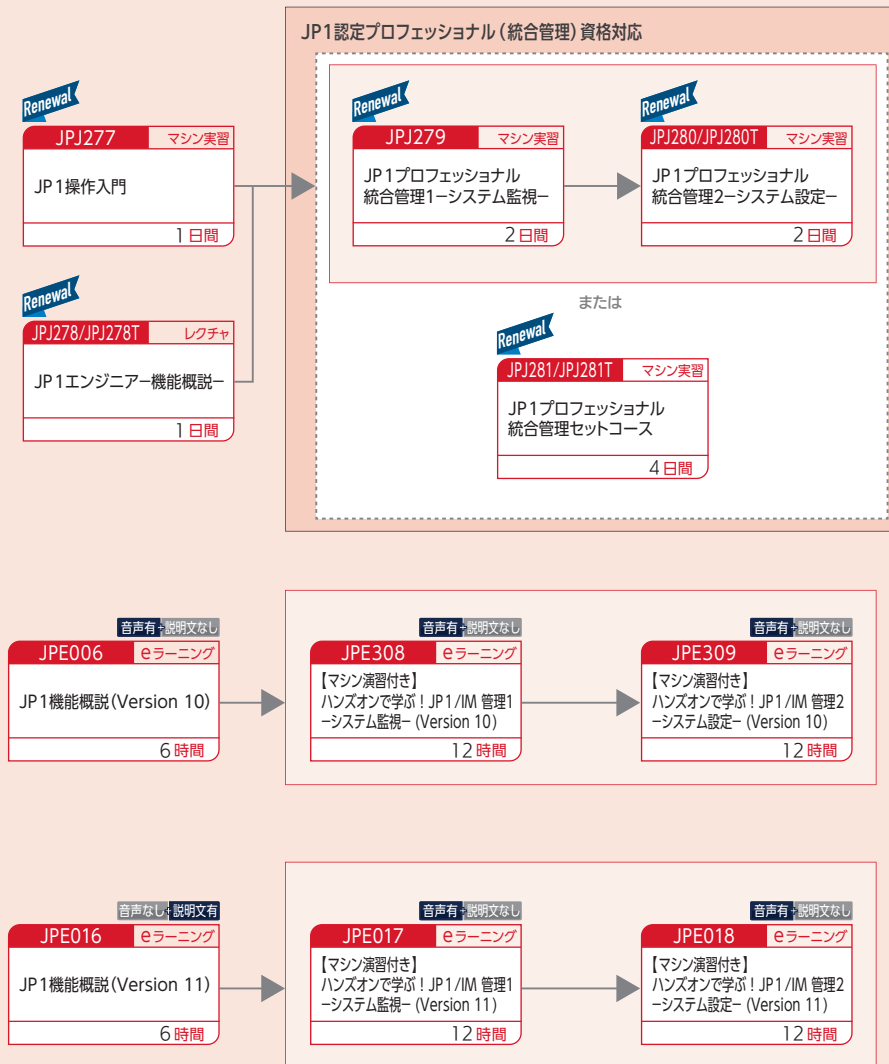 JP1認定プロフェッショナル（統合管理）資格対応
Renewal
JPJ277 マシン実習
JP1操作入門
1日間
Renewal
JPJ278/JPJ278T レクチャ
JP1エンジニアー機能概説ー
1日間
Renewal
JPJ279 マシン実習
JP1プロフェッショナル
統合管理1ーシステム監視ー
2日間
Renewal
JPJ280/JPJ280T マシン実習
JP1プロフェッショナル
統合管理2ーシステム設定ー
2日間
または
Renewal
JPJ281/JPJ281T マシン実習
JP1プロフェッショナル
統合管理セットコース
4日間
音声有+説明文なし
JPE006 eラーニング
JP1機能概説(Version 10)
6時間
音声有+説明文なし
JPE308 eラーニング
【マシン演習付き】
ハンズオンで学ぶ！JP1/IM 管理1
ーシステム監視ー (Version 10)
12時間
音声有+説明文なし
JPE309 eラーニング
【マシン演習付き】
ハンズオンで学ぶ！JP1/IM 管理2
ーシステム設定ー (Version 10)
12時間
音声なし+説明文有
JPE016 eラーニング
JP1機能概説(Version 11)
6時間
音声有+説明文なし
JPE017 eラーニング
【マシン演習付き】
ハンズオンで学ぶ！JP1/IM 管理1
ーシステム監視ー (Version 11)
12時間
音声有+説明文なし
JPE018 eラーニング
【マシン演習付き】
ハンズオンで学ぶ！JP1/IM 管理2
ーシステム設定ー (Version 11)
12時間